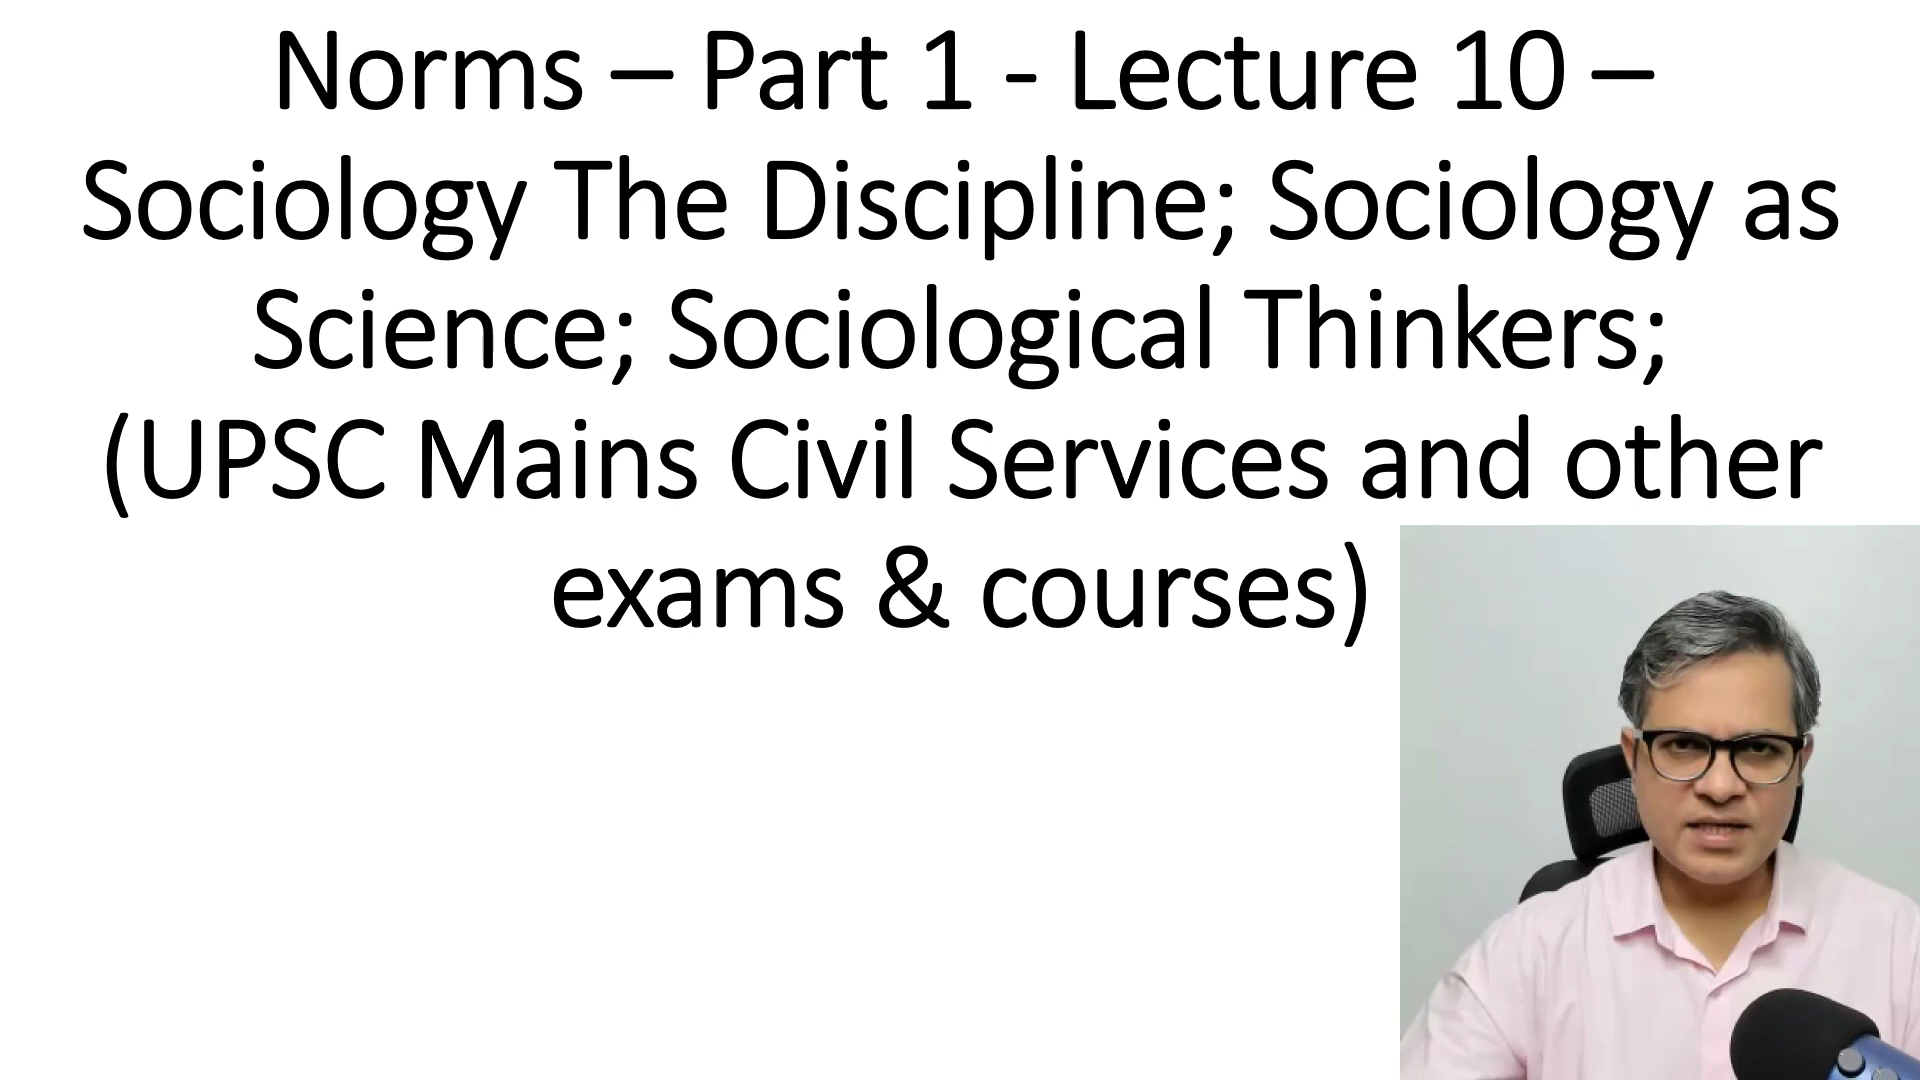 Norms – Part 1 - Lecture 10 –
Sociology The Discipline; Sociology as
Science; Sociological Thinkers;
(UPSC Mains Civil Services and other
exams & courses)